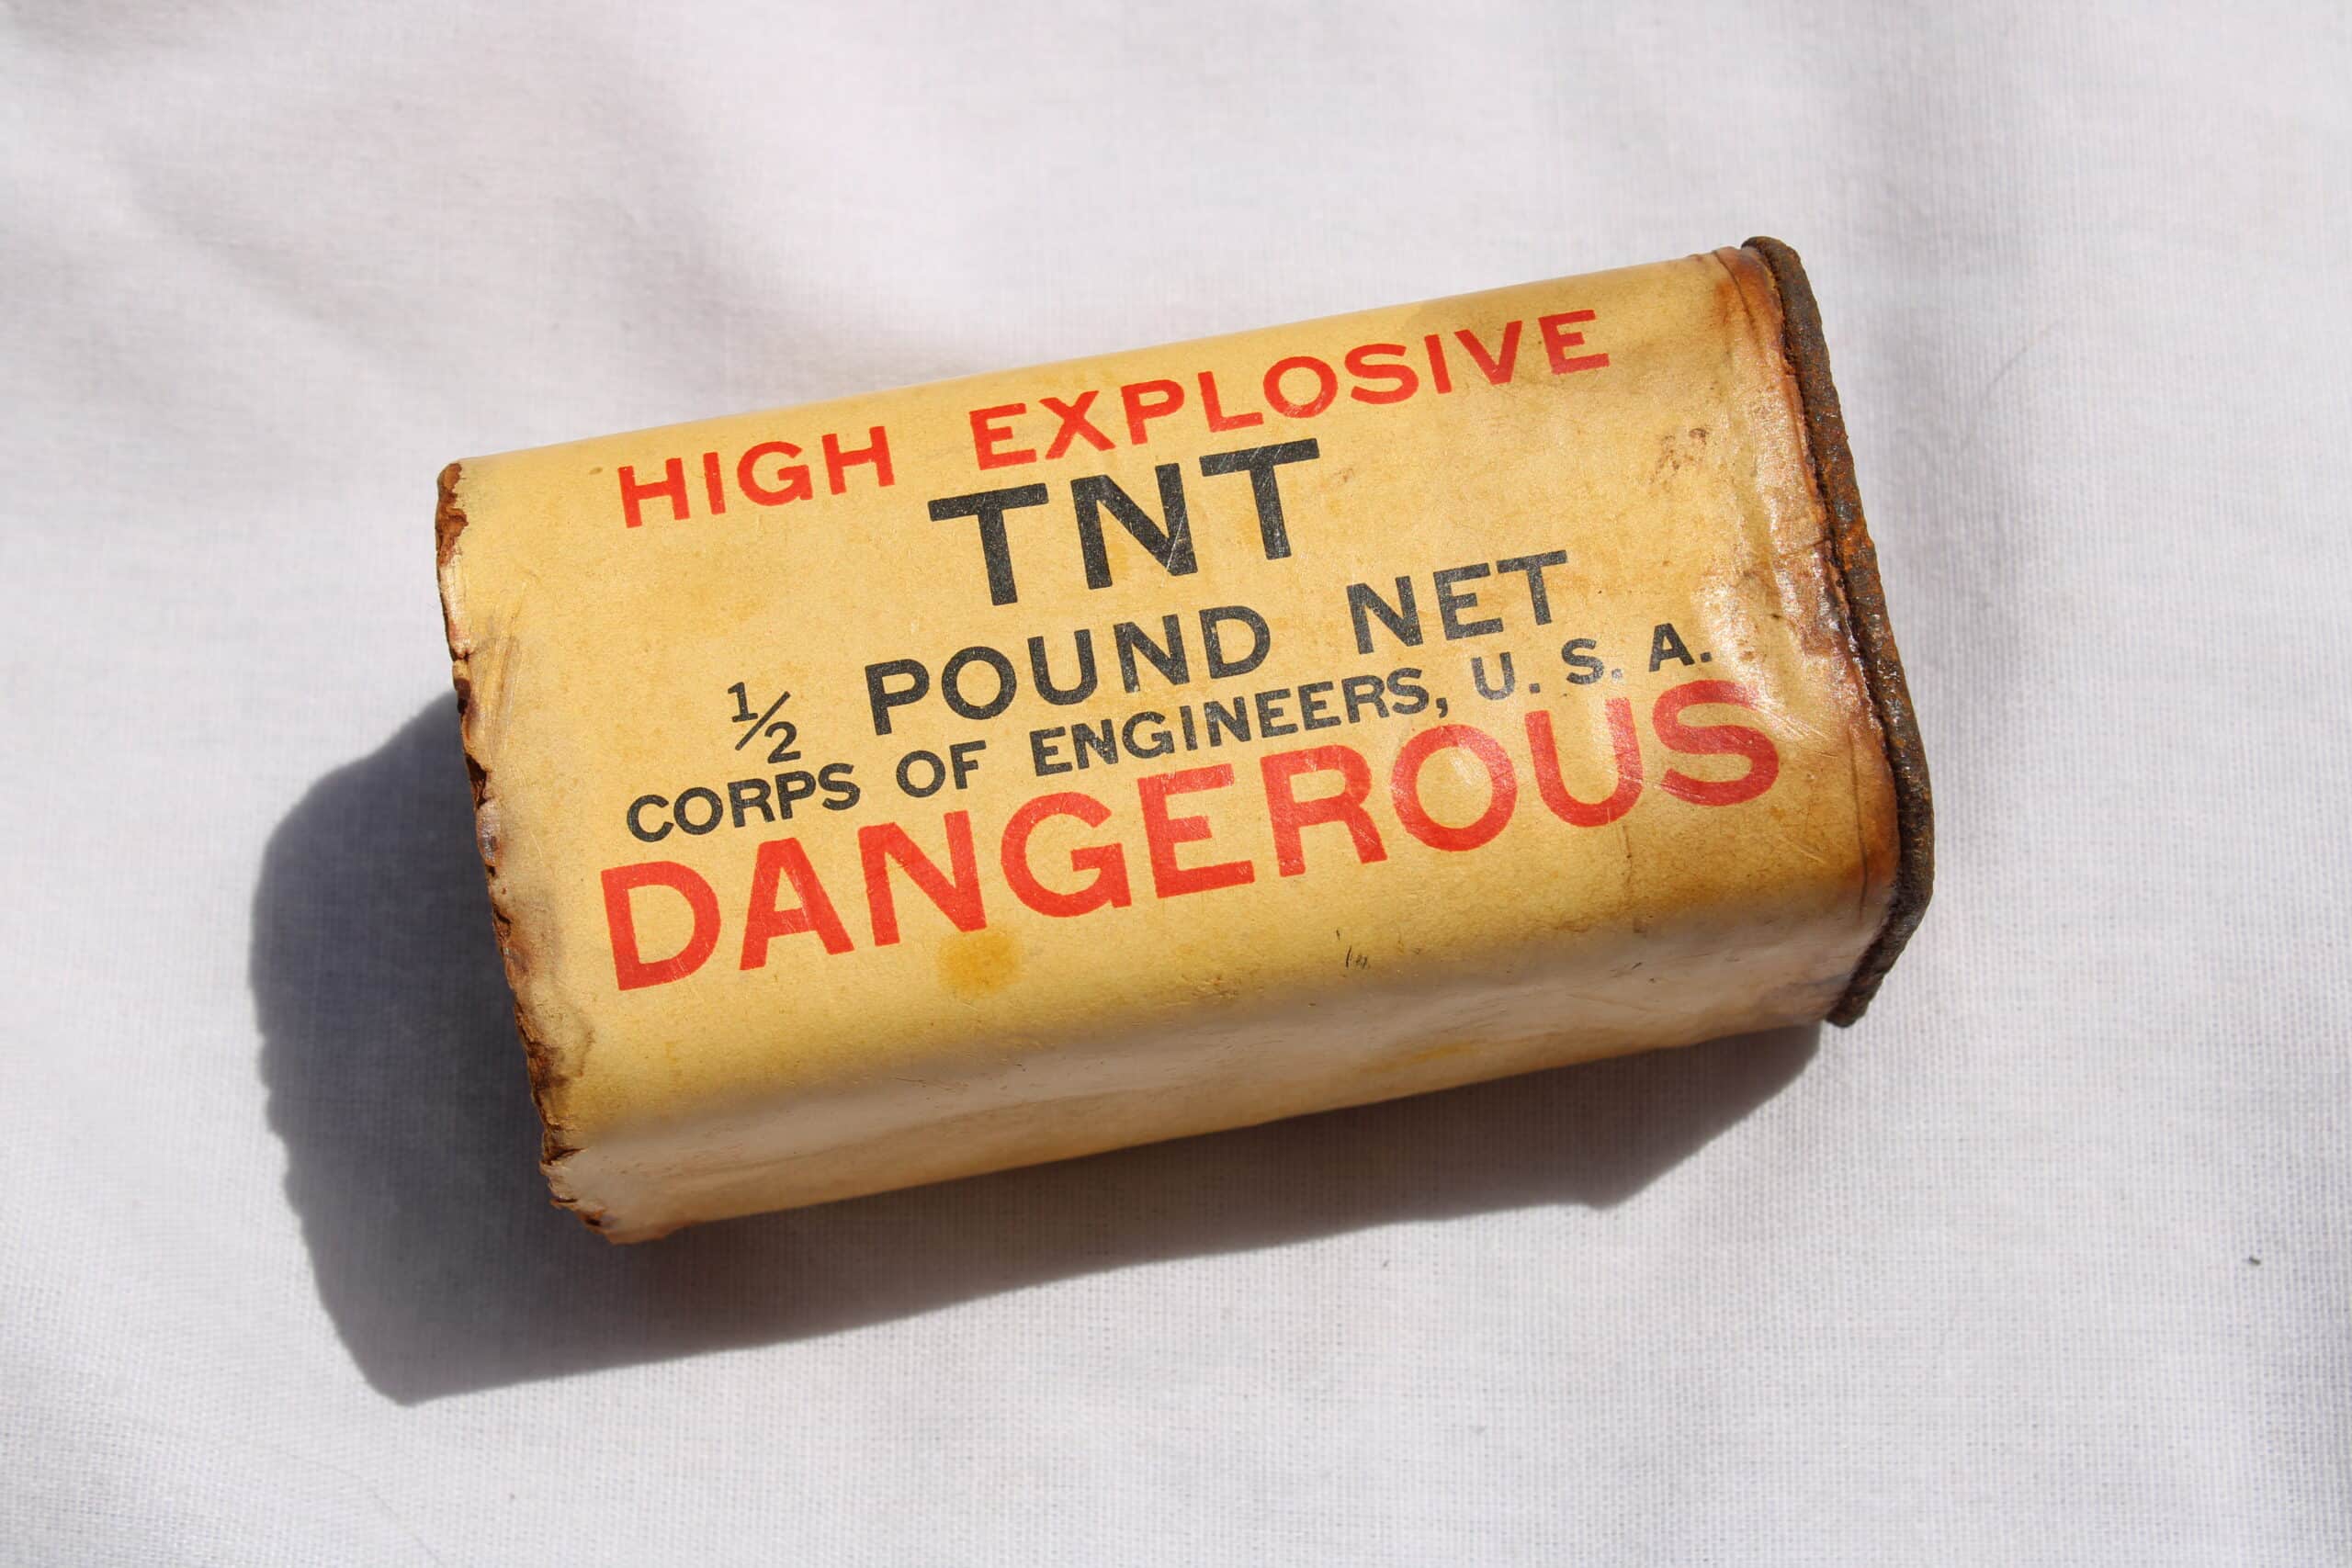 HIGH EXPLOSIVE
TNT
½ POUND NET
CORPS OF ENGINEERS, U. S. A.
DANGEROUS